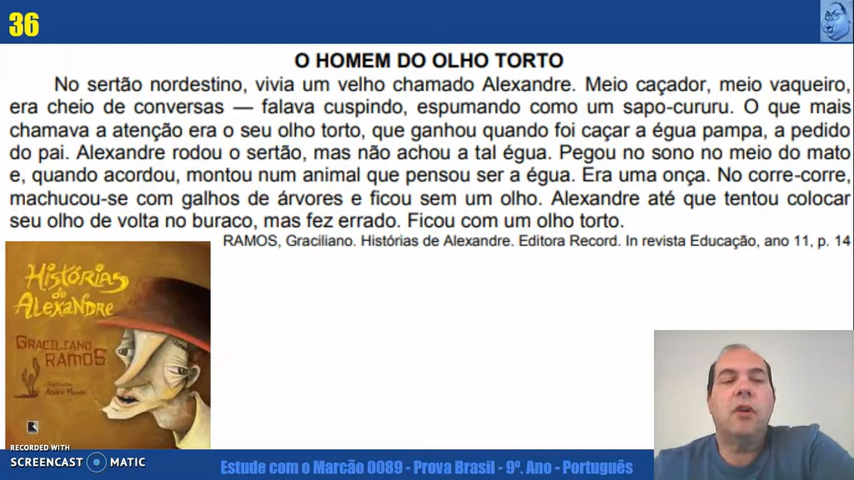 36
O HOMEM DO OLHO TORTO
No sertão nordestino, vivia um velho chamado Alexandre. Meio caçador, meio vaqueiro,
era cheio de conversas — falava cuspindo, espumando como um sapo-cururu. O que mais
chamava a atenção era o seu olho torto, que ganhou quando foi caçar a égua pampa, a pedido
do pai. Alexandre rodou o sertão, mas não achou a tal égua. Pegou no sono no meio do mato
e, quando acordou, montou num animal que pensou ser a égua. Era uma onça. No corre-corre,
machucou-se com galhos de árvores e ficou sem um olho. Alexandre até que tentou colocar
seu olho de volta no buraco, mas fez errado. Ficou com um olho torto.
RAMOS, Graciliano. Histórias de Alexandre. Editora Record. In revista Educação, ano 11, p. 14
Histórias
de
Alexandre
GRACILIANO
RAMOS
RECORDED WITH
SCREENCAST MATIC
Estude com o Marcão 0089 - Prova Brasil - 9º. Ano - Português